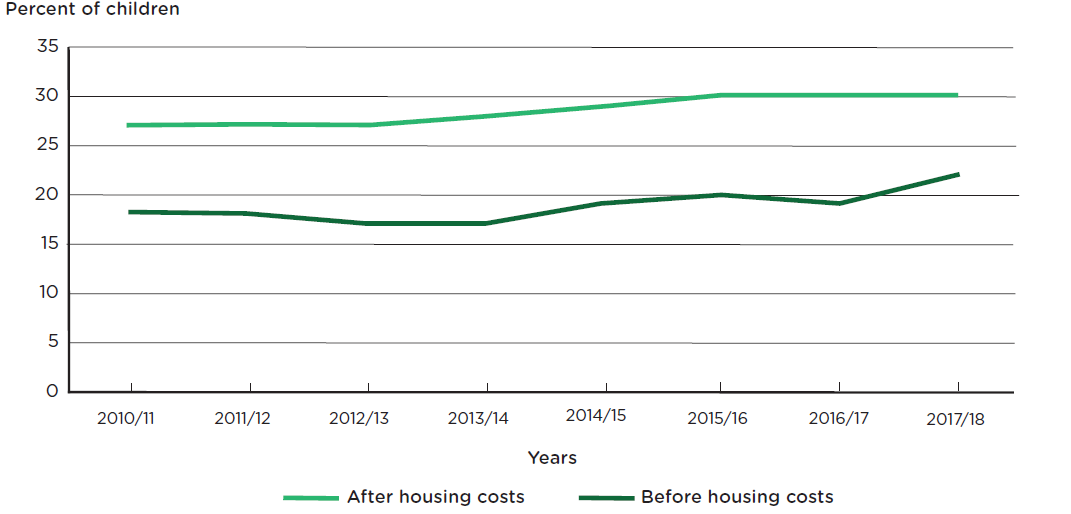 Percent of children
35
30
25
20
15
10
5
0
2010/11 2011/12 2012/13 2013/14 2014/15 2015/16 2016/17 2017/18
Years
After housing costs Before housing costs